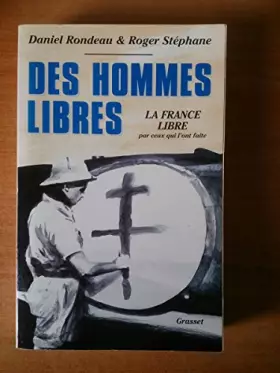 Daniel Rondeau & Roger Stéphane
DES HOMMES
LIBRES
LA FRANCE
LIBRE
par ceux qui l'ont faite
Grasset